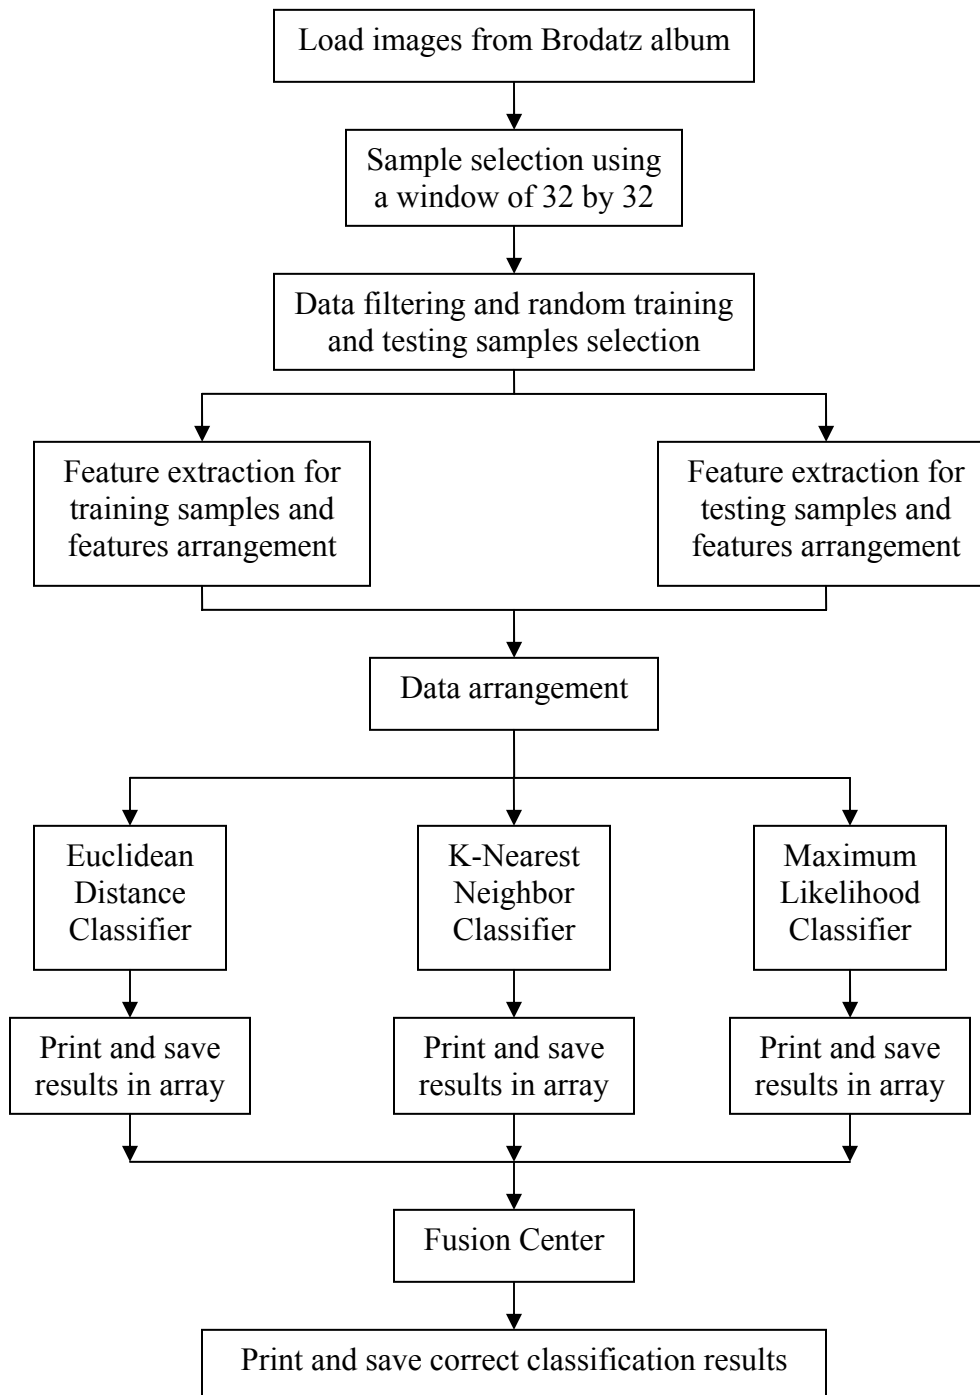 Load images from Brodatz album
Sample selection using
a window of 32 by 32
Data filtering and random training
and testing samples selection
Feature extraction for
training samples and
features arrangement
Feature extraction for
testing samples and
features arrangement
Data arrangement
Euclidean
Distance
Classifier
K-Nearest
Neighbor
Classifier
Maximum
Likelihood
Classifier
Print and save
results in array
Print and save
results in array
Print and save
results in array
Fusion Center
Print and save correct classification results